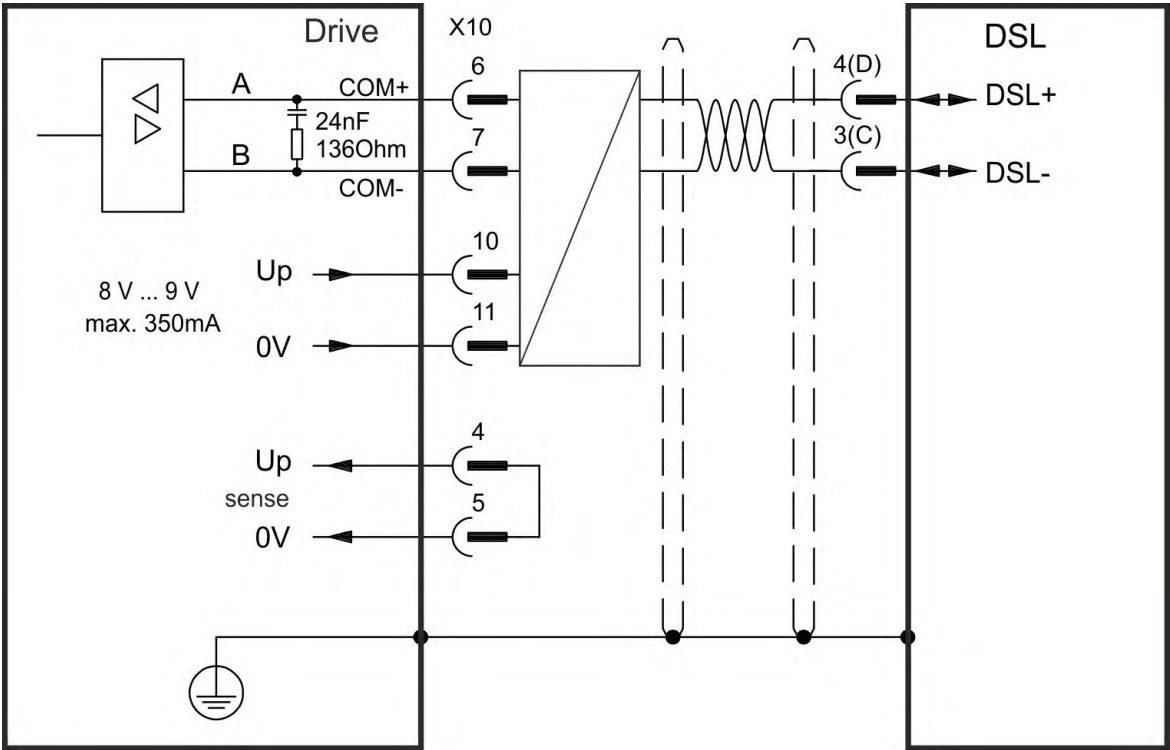 Drive
X10
DSL
6
4(D)
A
COM+
DSL+
24nF
136Ohm
7
3(C)
B
COM-
DSL-
10
Up
8 V ... 9 V
max. 350mA
11
0V
4
Up
sense
5
0V